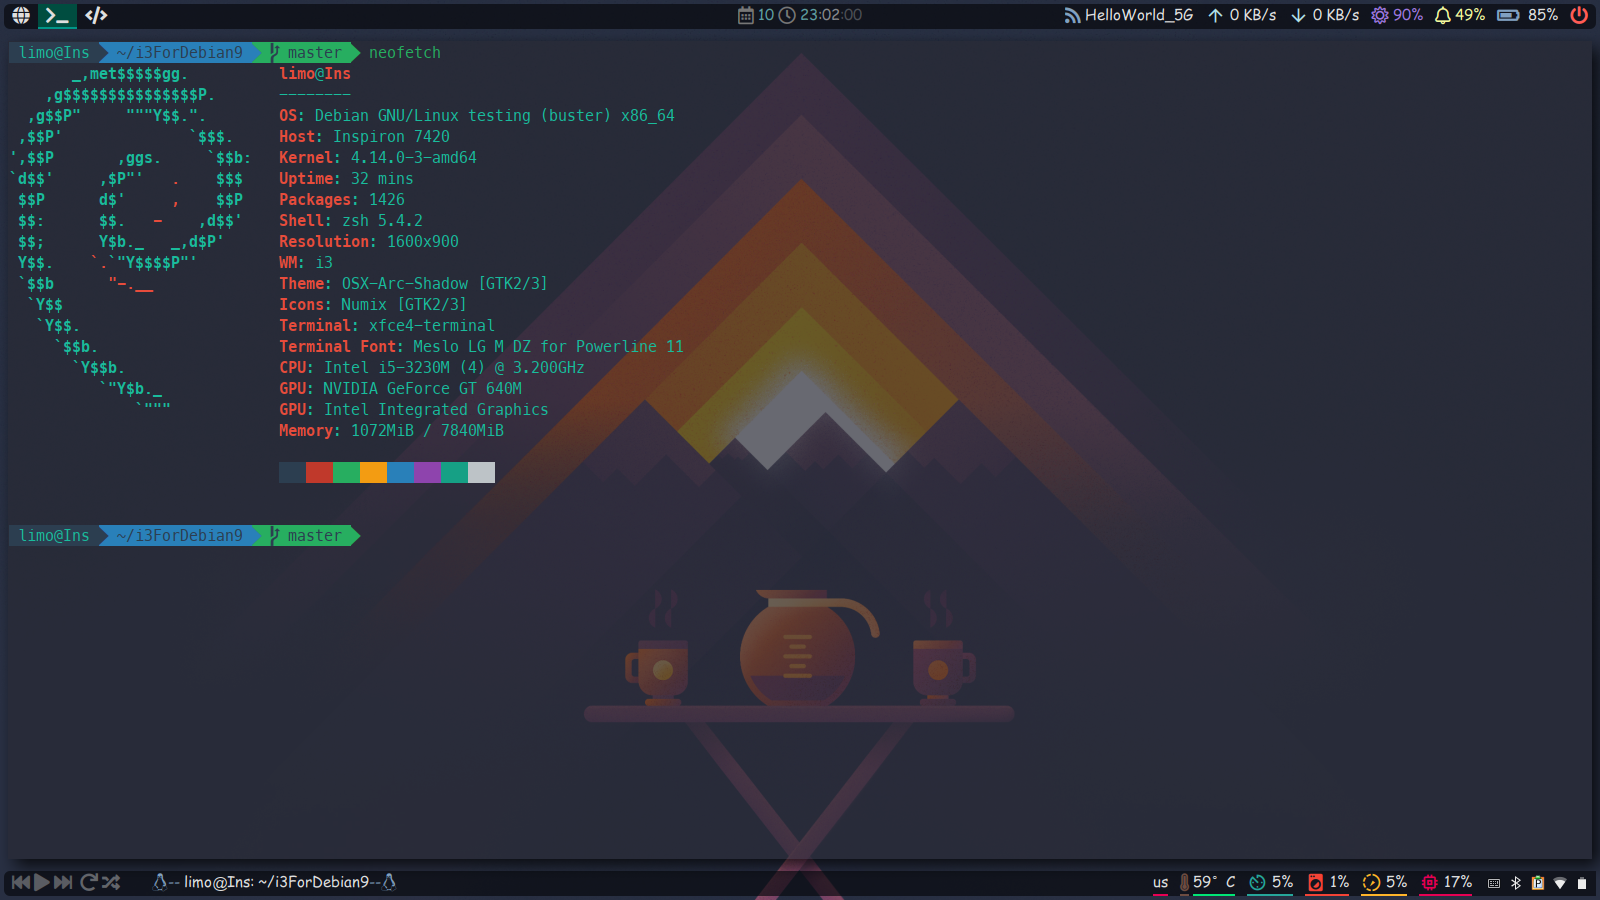 10 23:02:00 HelloWorld_5G 0 KB/s 0 KB/s 90% 49% 85%
limo@Ins ~/i3ForDebian9 master neofetch
       _,met$$$$$gg.
    ,g$$$$$$$$$$$$$$$P.
  ,g$$P"     """Y$$.".
 ,$$P'              `$$$.
',$$P       ,ggs.     `$$b:
`d$$'     ,$P"'   .    $$$
 $$P      d$'     ,    $$P
 $$:      $$.   -    ,d$$'
 $$;      Y$b._   _,d$P'
 Y$$.    `.`"Y$$$$P"'
 `$$b      "-.__
  `Y$$
   `Y$$.
     `$$b.
       `Y$$b.
          `"Y$b._
              `"""
limo@Ins
--------
OS: Debian GNU/Linux testing (buster) x86_64
Host: Inspiron 7420
Kernel: 4.14.0-3-amd64
Uptime: 32 mins
Packages: 1426
Shell: zsh 5.4.2
Resolution: 1600x900
WM: i3
Theme: OSX-Arc-Shadow [GTK2/3]
Icons: Numix [GTK2/3]
Terminal: xfce4-terminal
Terminal Font: Meslo LG M DZ for Powerline 11
CPU: Intel i5-3230M (4) @ 3.200GHz
GPU: NVIDIA GeForce GT 640M
GPU: Intel Integrated Graphics
Memory: 1072MiB / 7840MiB
limo@Ins ~/i3ForDebian9 master
-- limo@Ins: ~/i3ForDebian9-- us 59° C 5% 1% 5% 17%